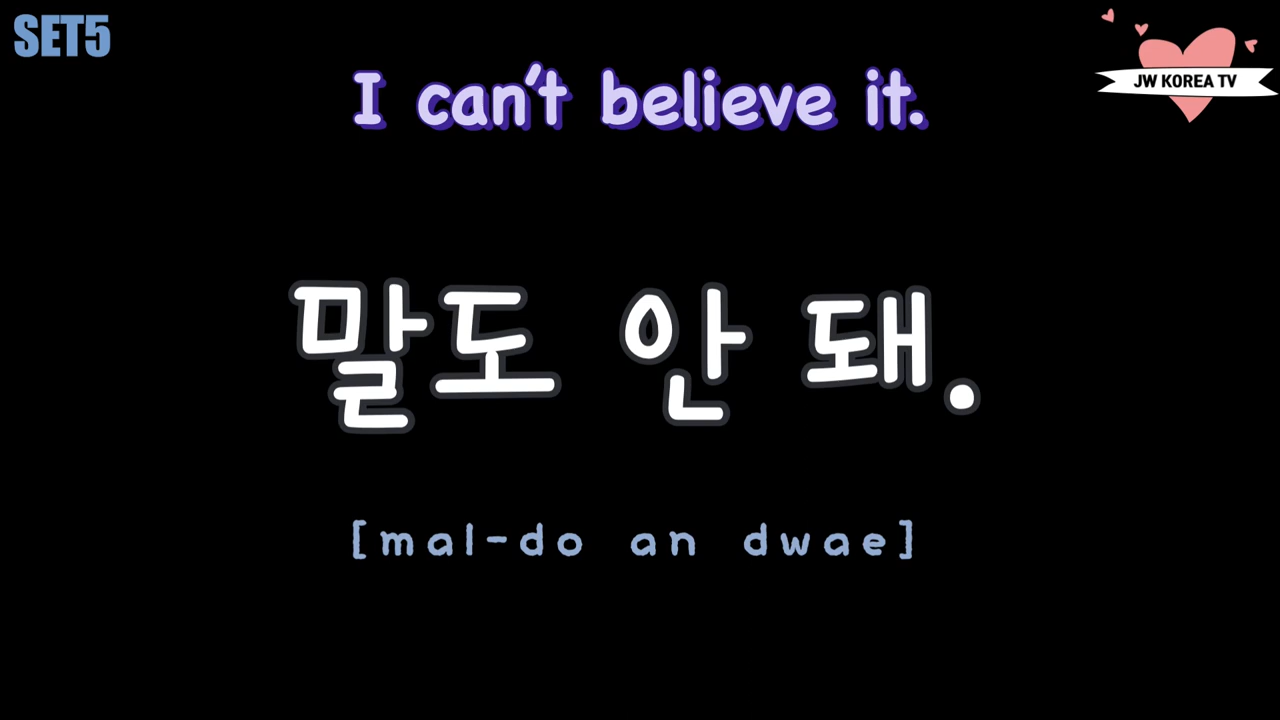 SET5
JW KOREA TV
I can't believe it.
말도 안 돼.
[mal-do an dwae]